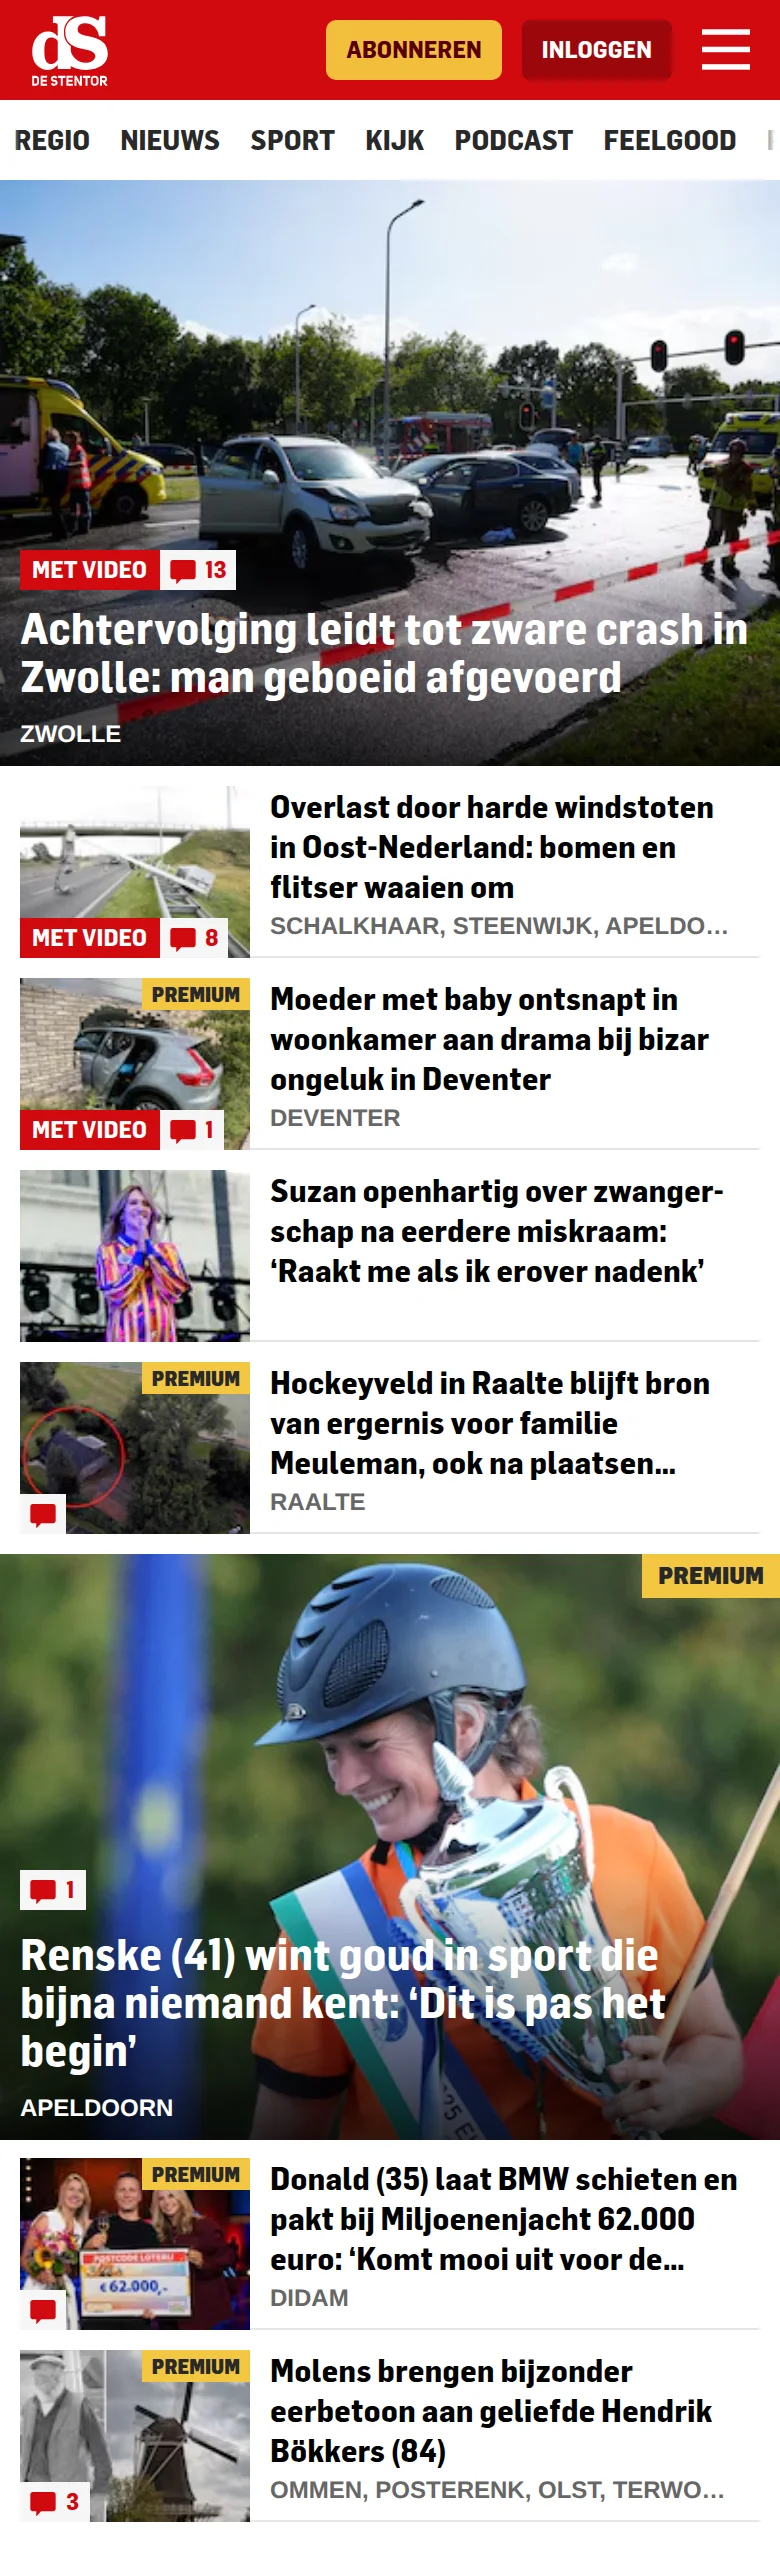 dS
DE STENTOR
ABONNEREN
INLOGGEN
REGIO NIEUWS SPORT KIJK PODCAST FEELGOOD
MET VIDEO 13
Achtervolging leidt tot zware crash in
Zwolle: man geboeid afgevoerd
ZWOLLE
Overlast door harde windstoten
in Oost-Nederland: bomen en
flitser waaien om
SCHALKHAAR, STEENWIJK, APELDO...
MET VIDEO 8
PREMIUM
Moeder met baby ontsnapt in
woonkamer aan drama bij bizar
ongeluk in Deventer
DEVENTER
MET VIDEO 1
Suzan openhartig over zwanger-
schap na eerdere miskraam:
‘Raakt me als ik erover nadenk’
PREMIUM
Hockeyveld in Raalte blijft bron
van ergernis voor familie
Meuleman, ook na plaatsen...
RAALTE
PREMIUM
1
Renske (41) wint goud in sport die
bijna niemand kent: ‘Dit is pas het
begin’
APELDOORN
PREMIUM
POSTCODE LOTERIJ
€ 62.000,-
Donald (35) laat BMW schieten en
pakt bij Miljoenenjacht 62.000
euro: ‘Komt mooi uit voor de...
DIDAM
PREMIUM
Molens brengen bijzonder
eerbetoon aan geliefde Hendrik
Bökkers (84)
OMMEN, POSTERENK, OLST, TERWO...
3